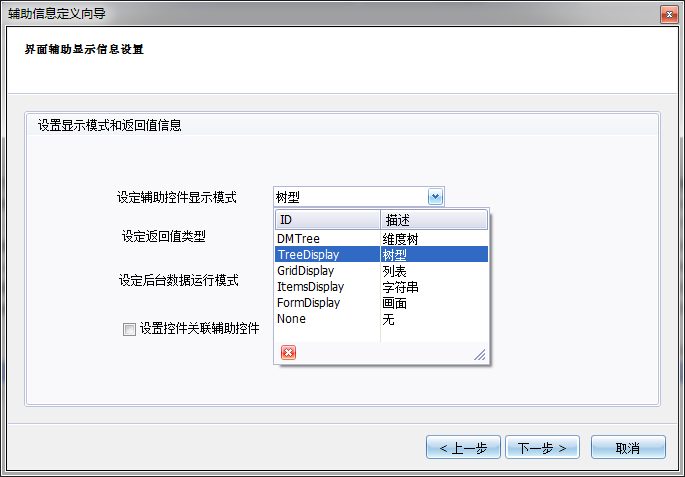 辅助信息定义向导
界面辅助显示信息设置
设置显示模式和返回值信息
设定辅助控件显示模式 树型
ID 描述
设定返回值类型
DMTree 维度树
TreeDisplay 树型
GridDisplay 列表
设定后台数据运行模式
ItemsDisplay 字符串
FormDisplay 画面
None 无
设置控件关联辅助控件
< 上一步 下一步 > 取消